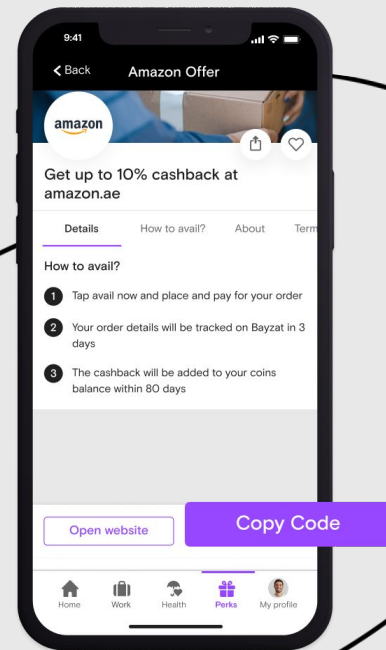 9:41
Back
Amazon Offer
amazon
Get up to 10% cashback at
amazon.ae
Details How to avail? About Term
How to avail?
1 Tap avail now and place and pay for your order
2 Your order details will be tracked on Bayzat in 3
days
3 The cashback will be added to your coins
balance within 80 days
Open website
Copy Code
Home Work Health Perks My profile